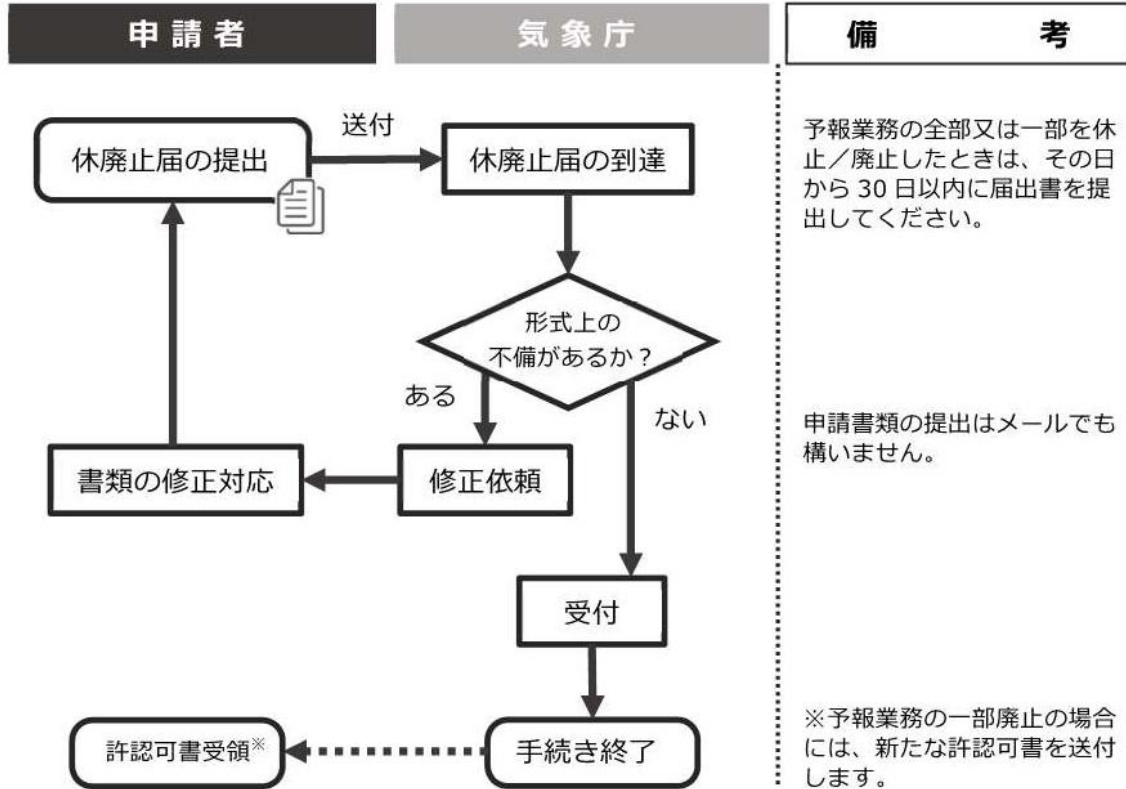 申請者
気象庁
備考
送付
休廃止届の提出
休廃止届の到達
予報業務の全部又は一部を休
止／廃止したときは、その日
から 30 日以内に届出書を提
出してください。
形式上の
不備があるか？
ある
ない
申請書類の提出はメールでも
構いません。
書類の修正対応
修正依頼
受付
許認可書受領※
手続き終了
※予報業務の一部廃止の場合
には、新たな許認可書を送付
します。